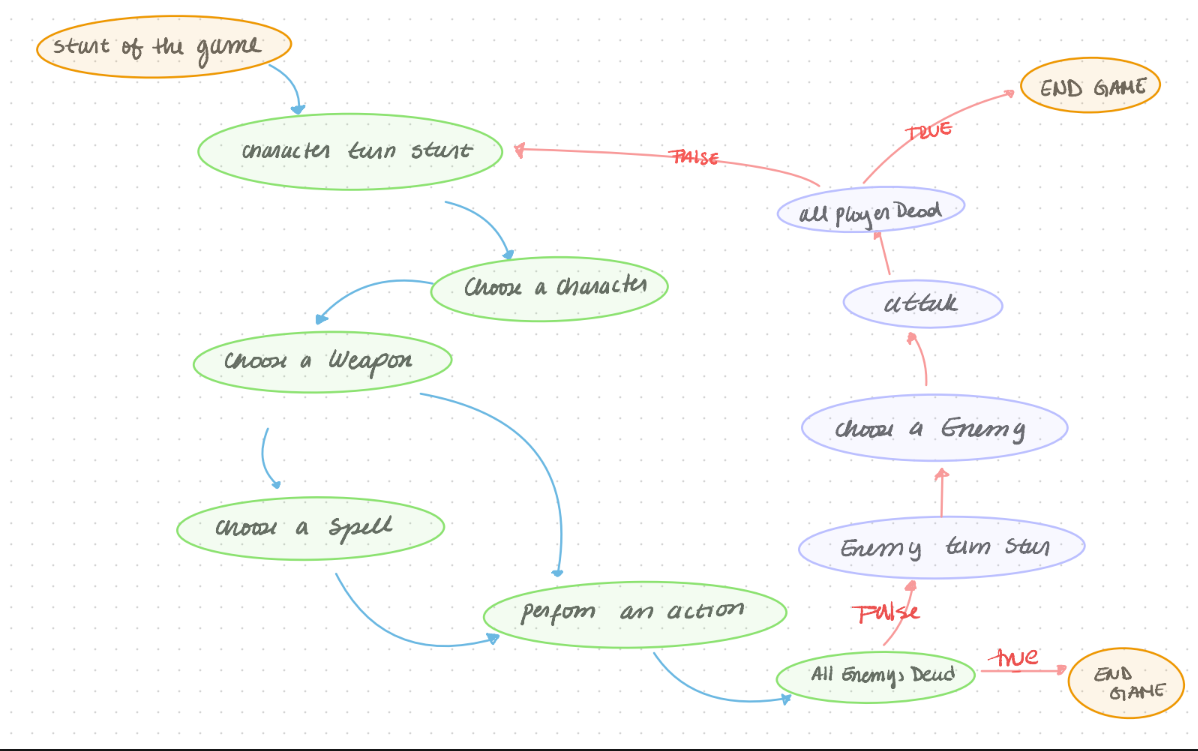 Start of the game
END GAME
character turn start
FALSE
TRUE
all player Dead
Choose a Character
attak
Choose a Weapon
Choose a Enemy
Choose a Spell
Enemy turn star
Perfom an action
False
All Enemys Dead
true
END
GAME